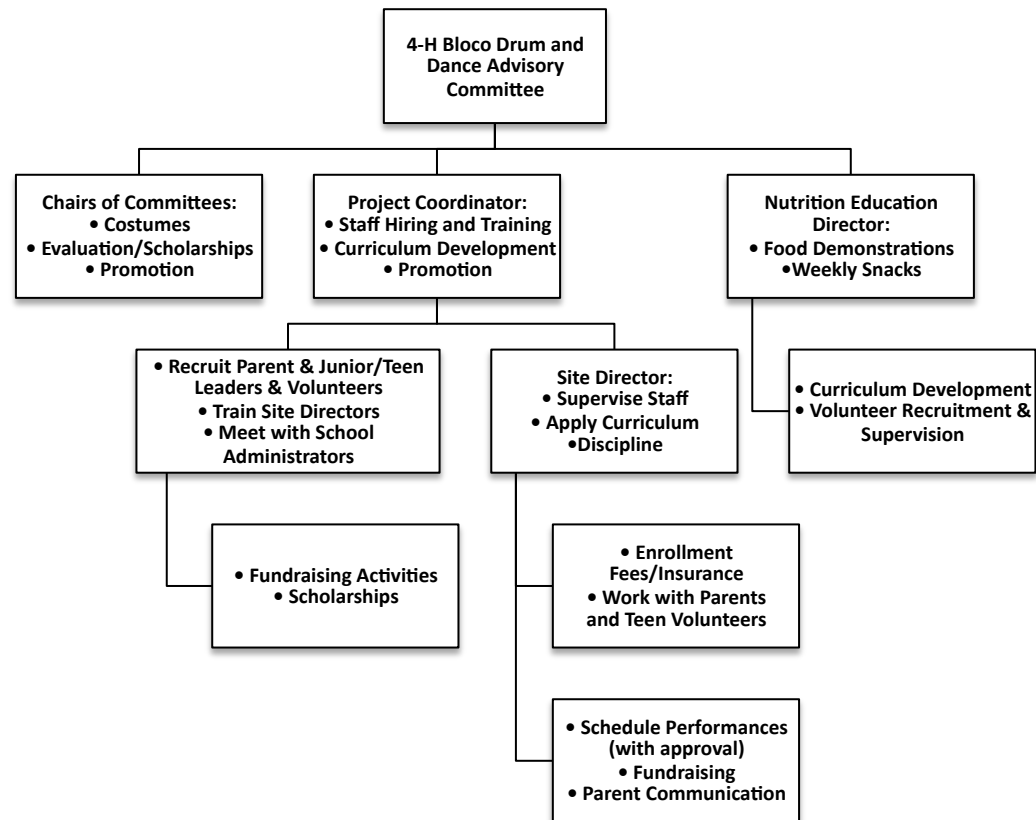 4-H Bloco Drum and
Dance Advisory
Committee
Chairs of Committees:
• Costumes
• Evaluation/Scholarships
• Promotion
Project Coordinator:
• Staff Hiring and Training
• Curriculum Development
• Promotion
Nutrition Education
Director:
• Food Demonstrations
•Weekly Snacks
• Recruit Parent & Junior/Teen
Leaders & Volunteers
• Train Site Directors
• Meet with School
Administrators
Site Director:
• Supervise Staff
• Apply Curriculum
•Discipline
• Curriculum Development
• Volunteer Recruitment &
Supervision
• Fundraising Activities
• Scholarships
• Enrollment
Fees/Insurance
• Work with Parents
and Teen Volunteers
• Schedule Performances
(with approval)
• Fundraising
• Parent Communication